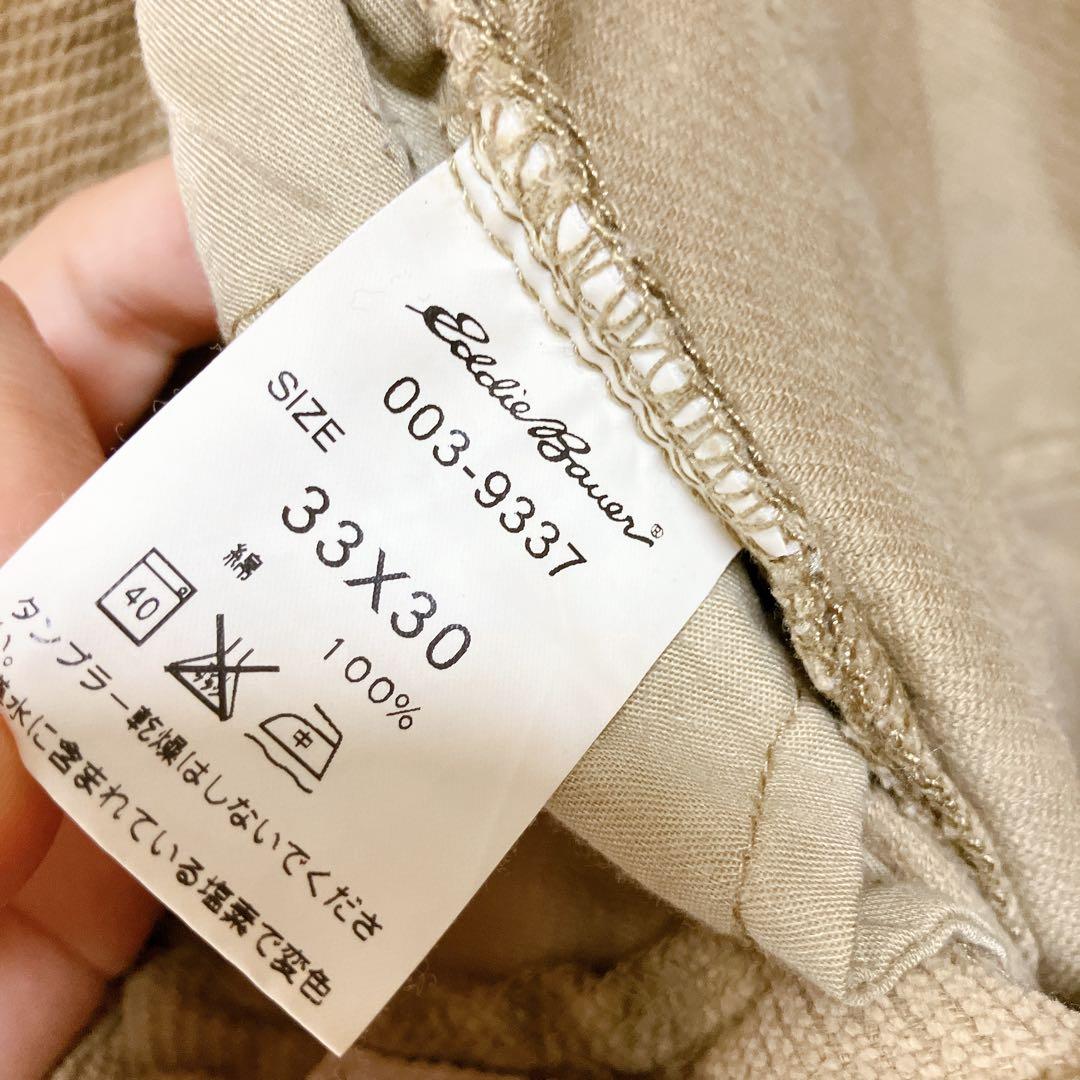 Eddie Bauer®
003-9337
SIZE
33X30
綿 100%
40
中
タンブラー乾燥はしないでくださ
い。
水に含まれている塩素で変色